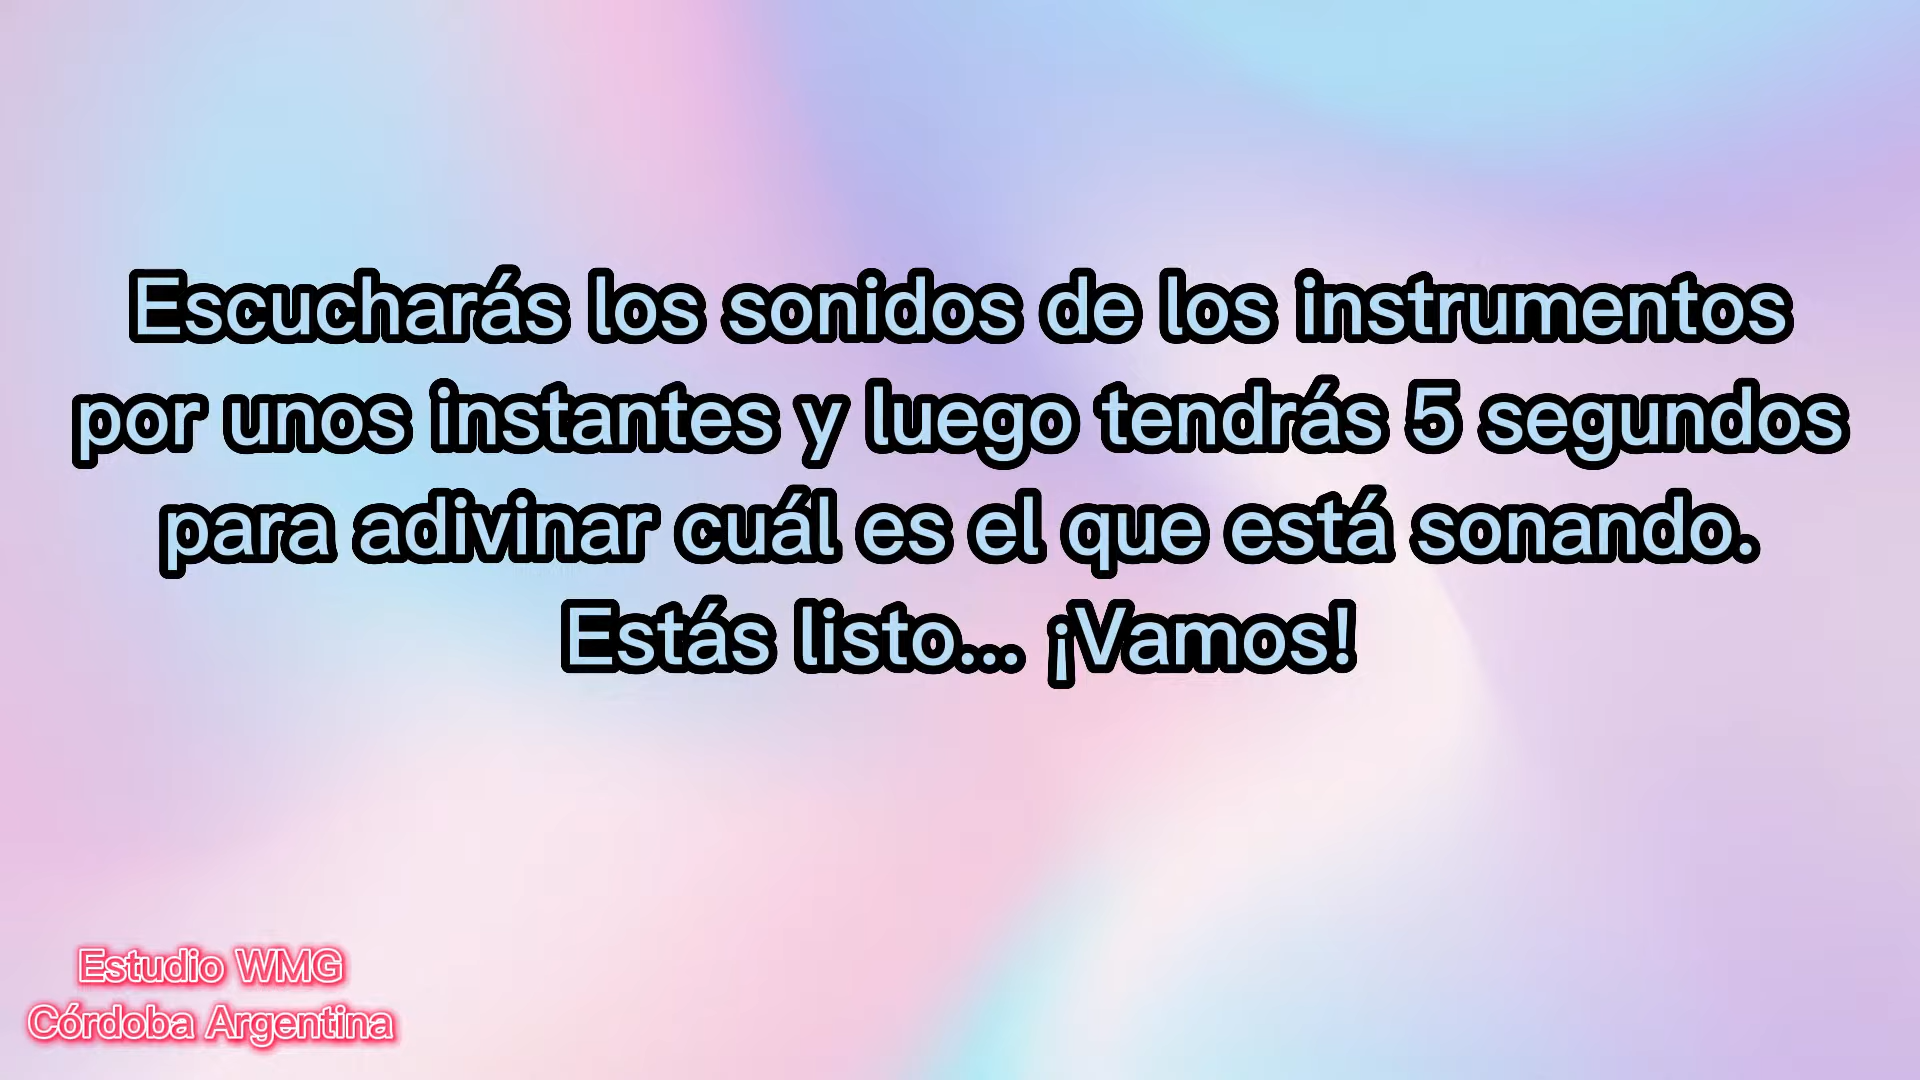 Escucharás los sonidos de los instrumentos
por unos instantes y luego tendrás 5 segundos
para adivinar cuál es el que está sonando.
Estás listo... ¡Vamos!
Estudio WMG
Córdoba Argentina